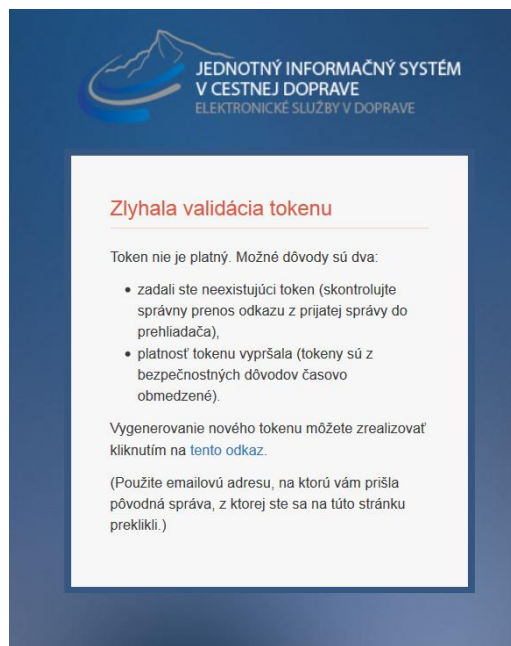 JEDNOTNÝ INFORMAČNÝ SYSTÉM
V CESTNEJ DOPRAVE
ELEKTRONICKÉ SLUŽBY V DOPRAVE
Zlyhala validácia tokenu
Token nie je platný. Možné dôvody sú dva:
• zadali ste neexistujúci token (skontrolujte
správny prenos odkazu z prijatej správy do
prehliadača),
• platnosť tokenu vypršala (tokeny sú z
bezpečnostných dôvodov časovo
obmedzené).
Vygenerovanie nového tokenu môžete zrealizovať
kliknutím na tento odkaz.
(Použite emailovú adresu, na ktorú vám prišla
pôvodná správa, z ktorej ste sa na túto stránku
preklikli.)